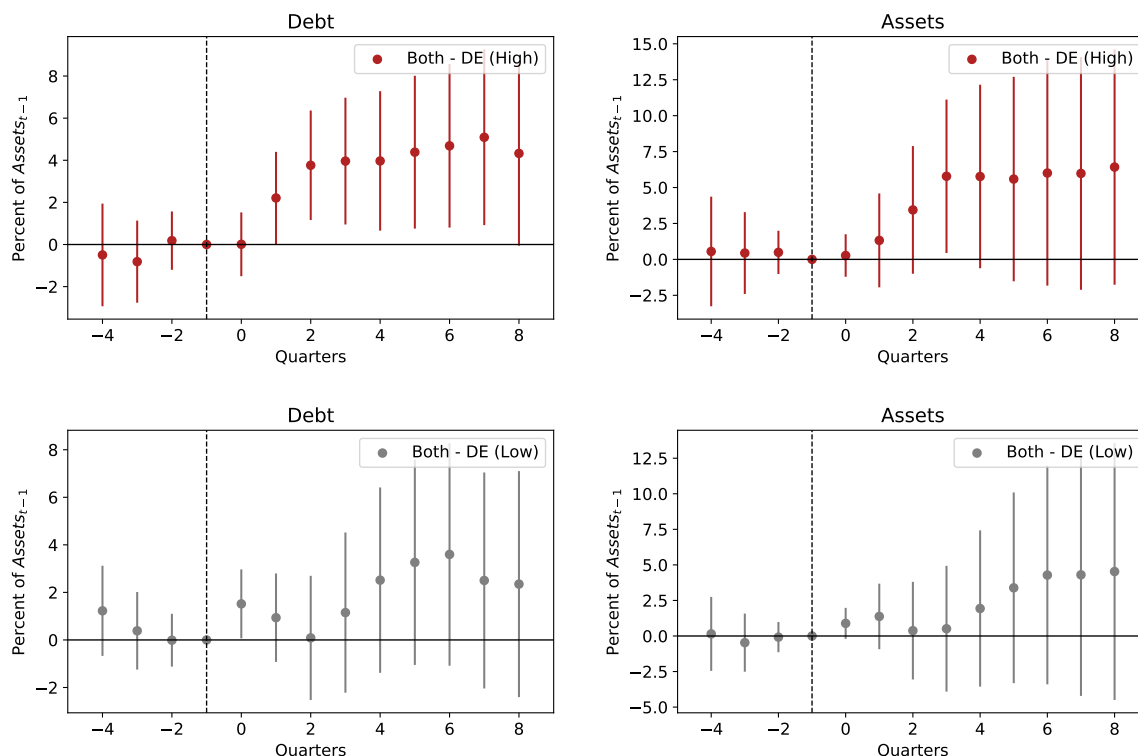 Debt
Both - DE (High)
8
6
4
2
0
−2
Percent of Assets_{t−1}
−4 −2 0 2 4 6 8
Quarters
Assets
Both - DE (High)
15.0
12.5
10.0
7.5
5.0
2.5
0.0
−2.5
Percent of Assets_{t−1}
−4 −2 0 2 4 6 8
Quarters
Debt
Both - DE (Low)
8
6
4
2
0
−2
Percent of Assets_{t−1}
−4 −2 0 2 4 6 8
Quarters
Assets
Both - DE (Low)
12.5
10.0
7.5
5.0
2.5
0.0
−2.5
−5.0
Percent of Assets_{t−1}
−4 −2 0 2 4 6 8
Quarters